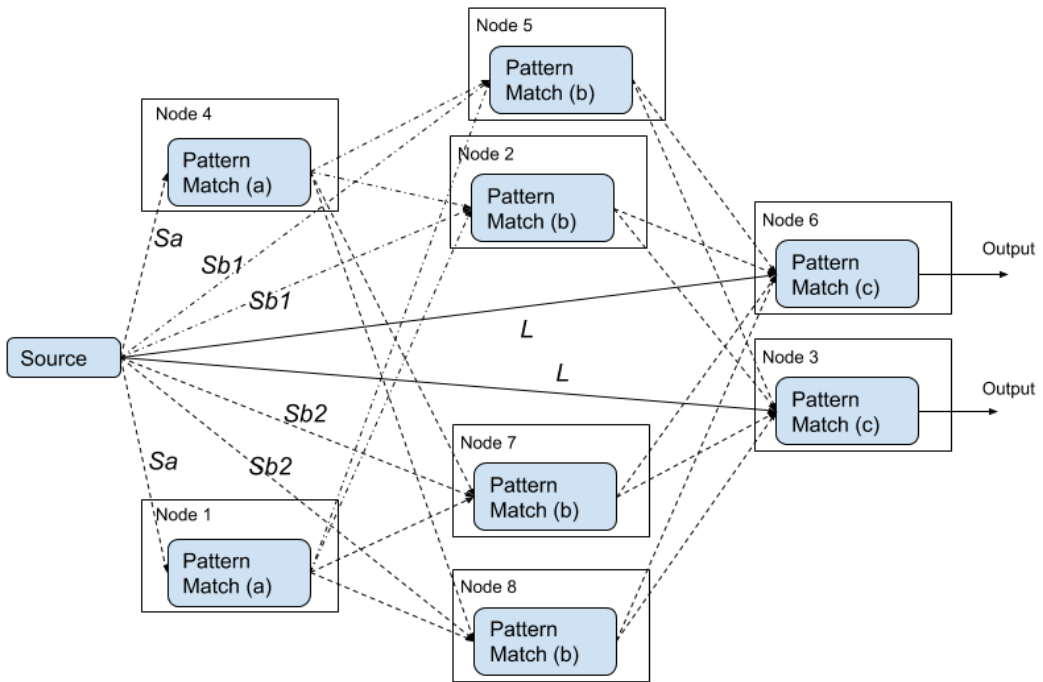 Node 5
Pattern
Match (b)
Node 4
Pattern
Match (a)
Node 2
Pattern
Match (b)
Sa
Sb1
Sb1
Node 6
Pattern
Match (c)
Output
L
Source
L
Node 3
Pattern
Match (c)
Output
Sb2
Sa
Sb2
Node 7
Pattern
Match (b)
Node 1
Pattern
Match (a)
Node 8
Pattern
Match (b)